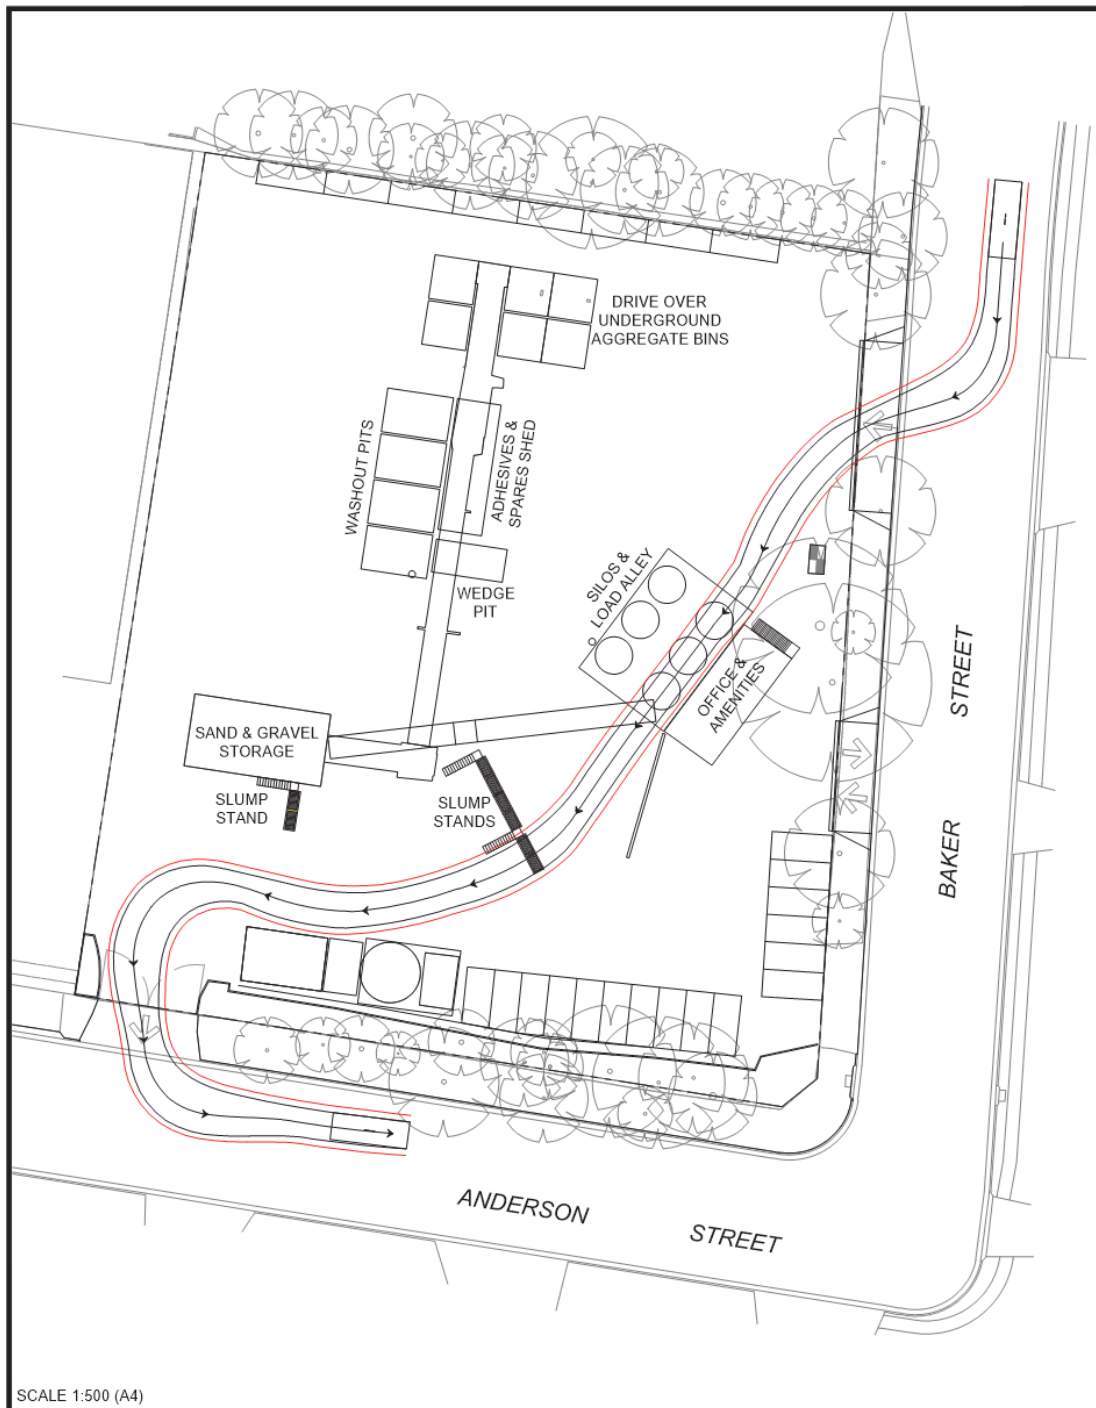 DRIVE OVER
UNDERGROUND
AGGREGATE BINS
WASHOUT PITS
ADHESIVES &
SPARES SHED
WEDGE
PIT
SILOS &
LOAD ALLEY
OFFICE &
AMENITIES
SAND & GRAVEL
STORAGE
SLUMP
STAND
SLUMP
STANDS
BAKER STREET
ANDERSON STREET
SCALE 1:500 (A4)